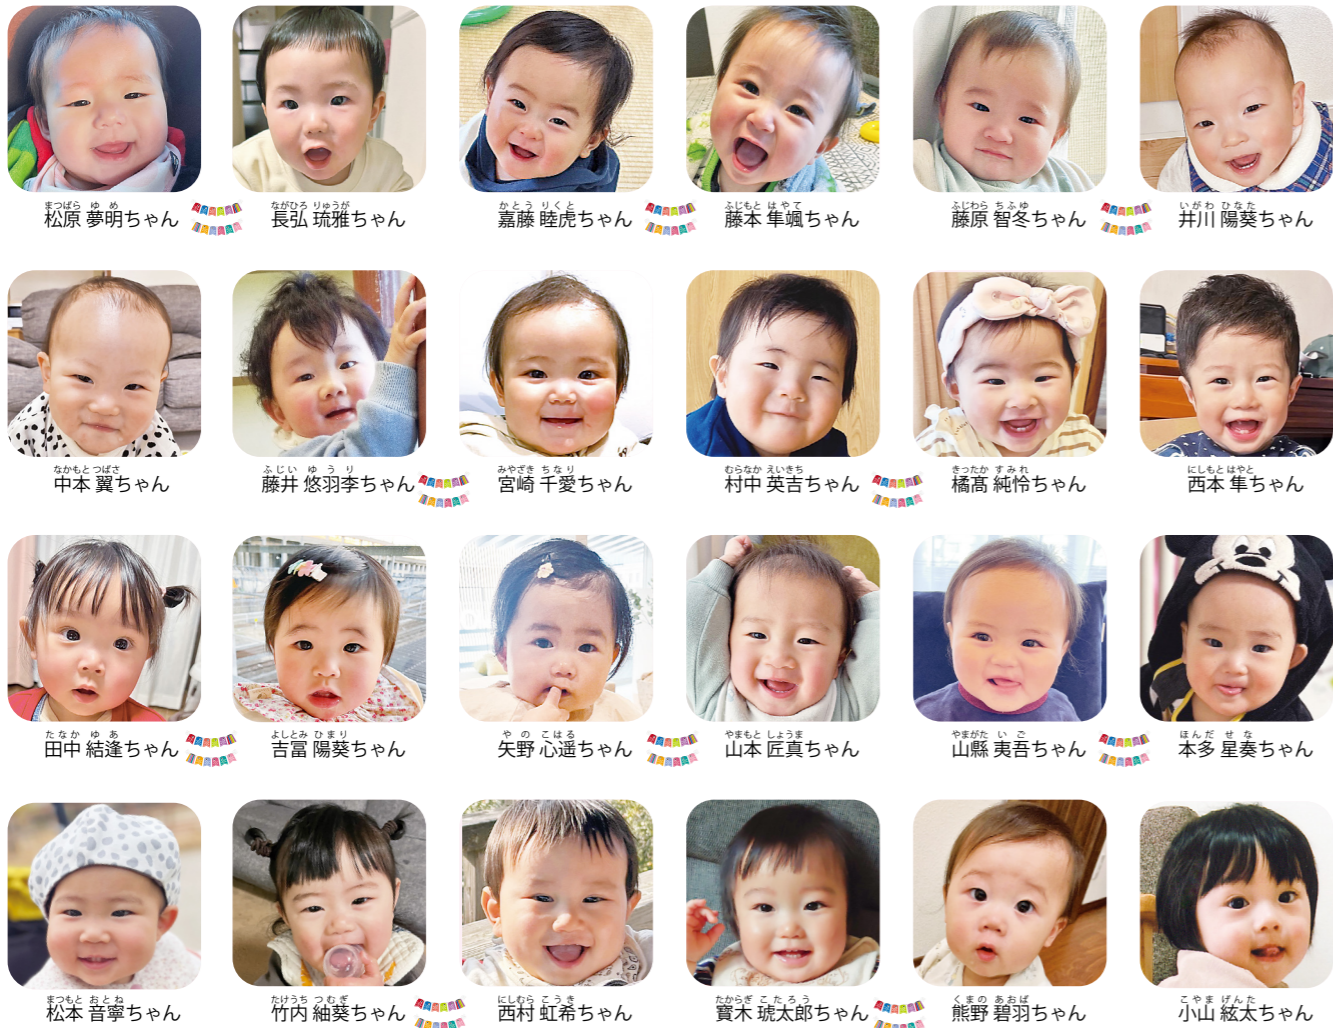 まつばら ゆめ ながひろ りゅうが かとう りくと ふじもと はやて ふじわら ちふゆ いがわ ひなた
松原 夢明ちゃん 長弘 琉雅ちゃん 嘉藤 睦虎ちゃん 藤本 隼颯ちゃん 藤原 智冬ちゃん 井川 陽葵ちゃん
なかもと つばさ ふじい ゆうり みやざき ちなり むらなか えいきち きったか すみれ にしもと はやと
中本 翼ちゃん 藤井 悠羽李ちゃん 宮崎 千愛ちゃん 村中 英吉ちゃん 橘髙 純怜ちゃん 西本 隼ちゃん
たなか ゆあ よしとみ ひまり やの こはる やまもと しょうま やまがた いご ほんだ せな
田中 結逢ちゃん 吉冨 陽葵ちゃん 矢野 心遥ちゃん 山本 匠真ちゃん 山縣 夷吾ちゃん 本多 星奏ちゃん
まつもと おとね たけうち つむぎ にしむら こうき たからぎ こたろう くまの あおば こやま げんた
松本 音寧ちゃん 竹内 紬葵ちゃん 西村 虹希ちゃん 寳木 琥太郎ちゃん 熊野 碧羽ちゃん 小山 絃太ちゃん